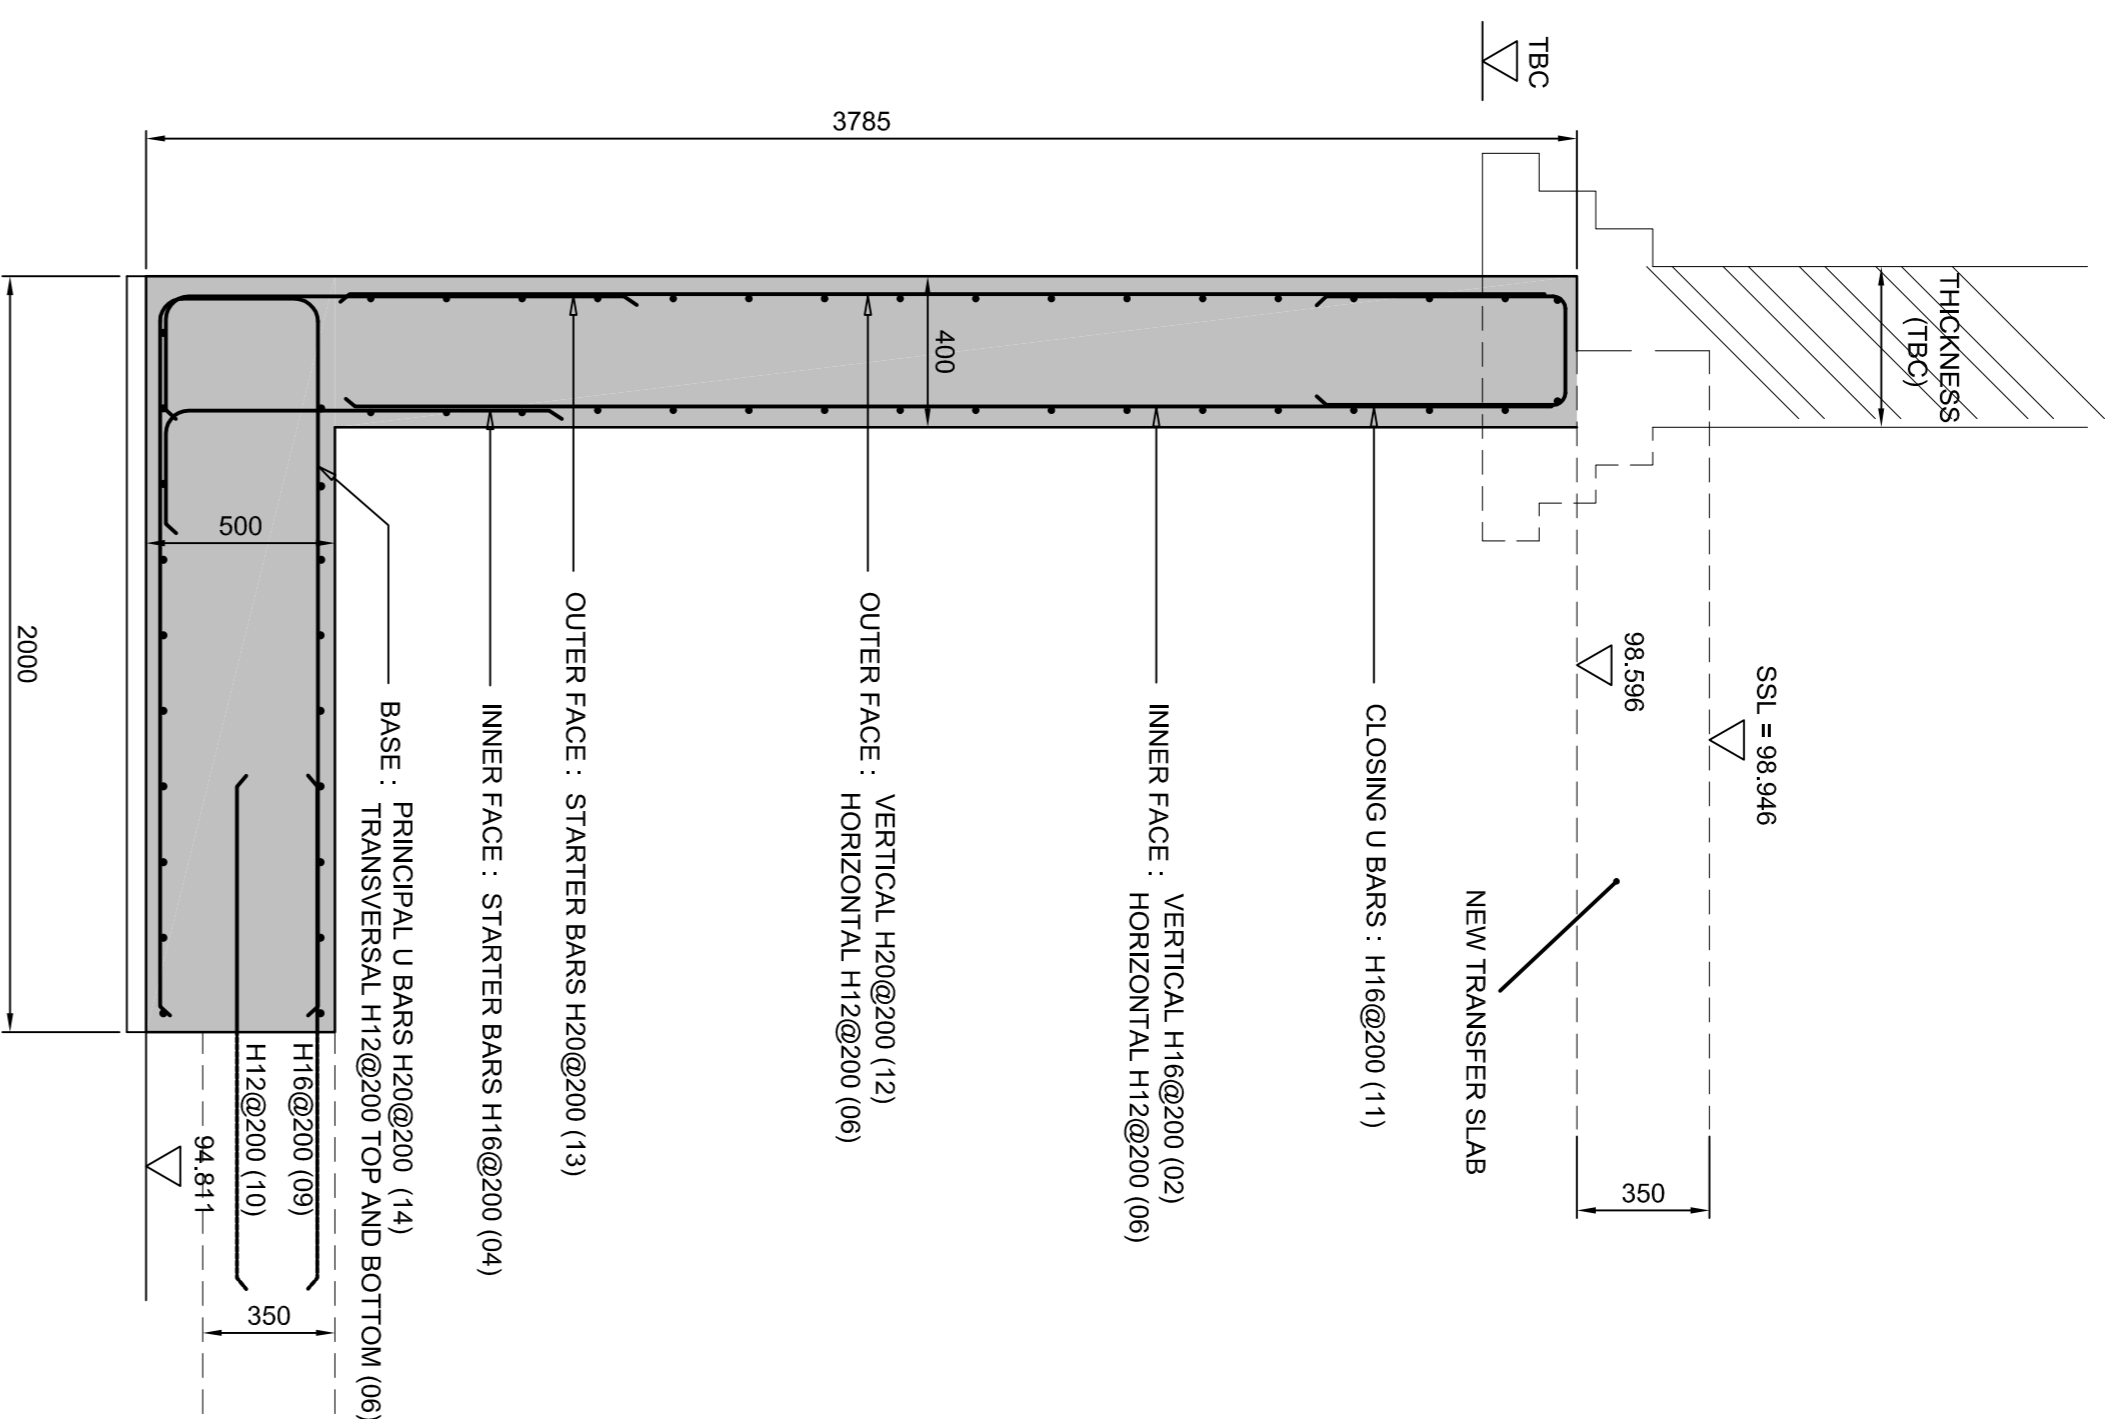 TBC
3785
THICKNESS
(TBC)
400
SSL = 98.946
98.596
350
NEW TRANSFER SLAB
CLOSING U BARS : H16@200 (11)
INNER FACE : VERTICAL H16@200 (02)
HORIZONTAL H12@200 (06)
OUTER FACE : VERTICAL H20@200 (12)
HORIZONTAL H12@200 (06)
OUTER FACE : STARTER BARS H20@200 (13)
INNER FACE : STARTER BARS H16@200 (04)
BASE : PRINCIPAL U BARS H20@200 (14)
TRANSVERSAL H12@200 TOP AND BOTTOM (06)
500
2000
H16@200 (09)
H12@200 (10)
94.811
350